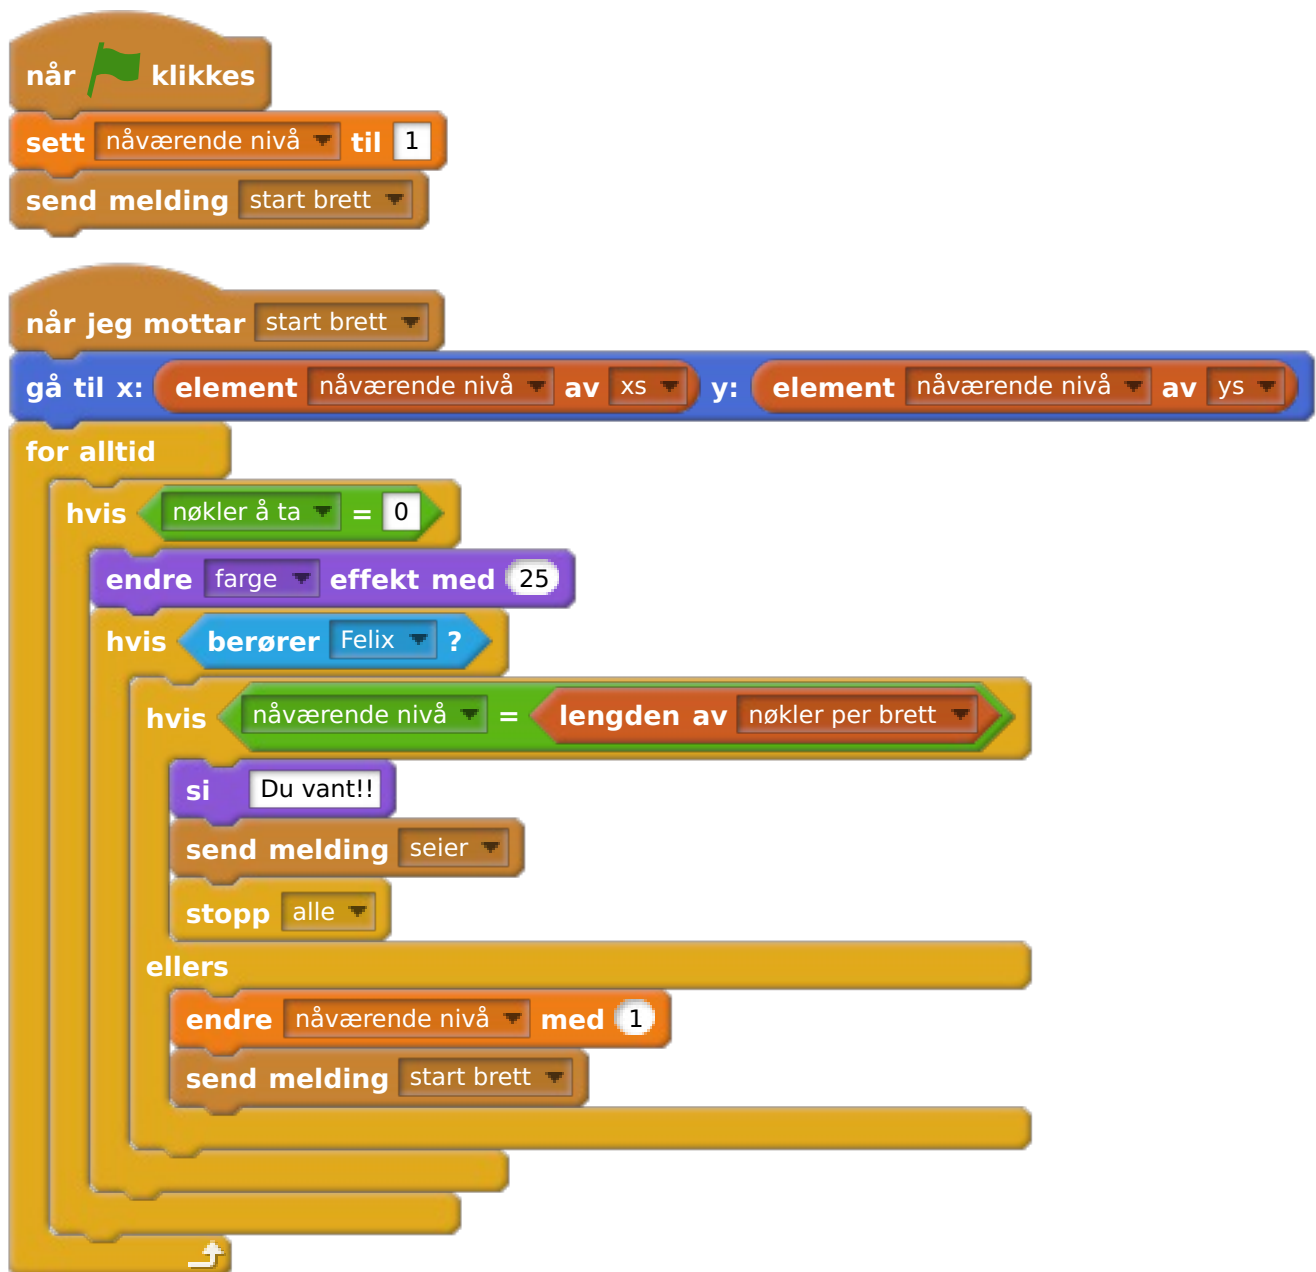 når klikkes
sett nåværende nivå til 1
send melding start brett
når jeg mottar start brett
gå til x: element nåværende nivå av xs y: element nåværende nivå av ys
for alltid
hvis nøkler å ta = 0
endre farge effekt med 25
hvis berører Felix ?
hvis nåværende nivå = lengden av nøkler per brett
si Du vant!!
send melding seier
stopp alle
ellers
endre nåværende nivå med 1
send melding start brett